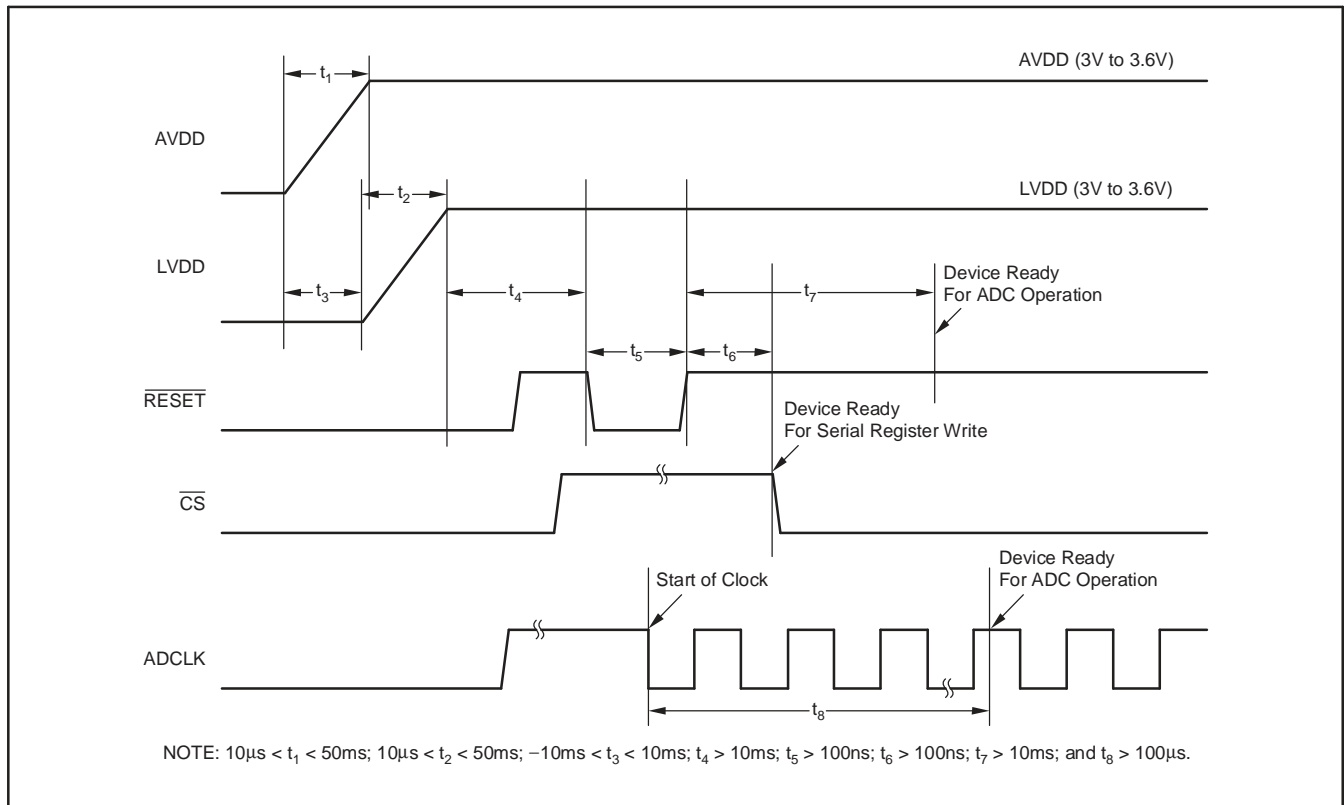 t₁
AVDD (3V to 3.6V)
AVDD
t₂
LVDD (3V to 3.6V)
LVDD
t₃
t₄
t₇
Device Ready
For ADC Operation
t₅
t₆
RESET
Device Ready
For Serial Register Write
CS
Start of Clock
Device Ready
For ADC Operation
ADCLK
t₈
NOTE: 10µs < t₁ < 50ms; 10µs < t₂ < 50ms; −10ms < t₃ < 10ms; t₄ > 10ms; t₅ > 100ns; t₆ > 100ns; t₇ > 10ms; and t₈ > 100µs.